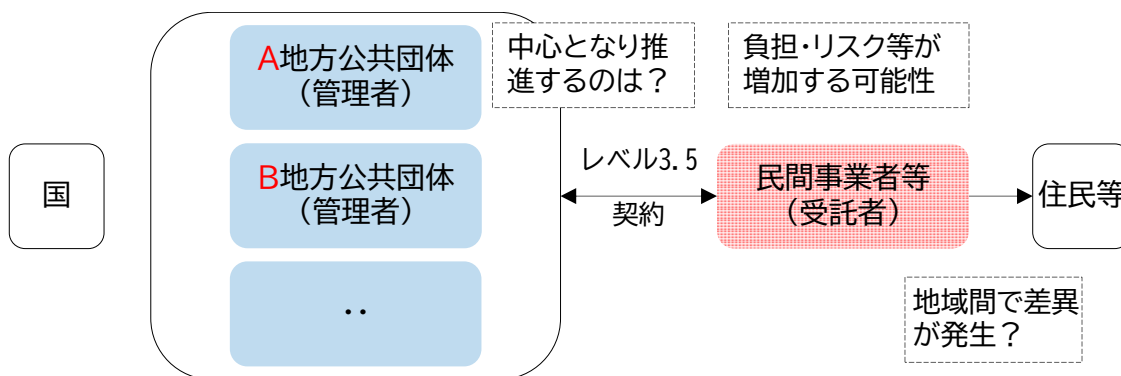 国
A地方公共団体
（管理者）
B地方公共団体
（管理者）
‥
中心となり推
進するのは？
負担・リスク等が
増加する可能性
レベル3.5
契約
民間事業者等
（受託者）
住民等
地域間で差異
が発生？